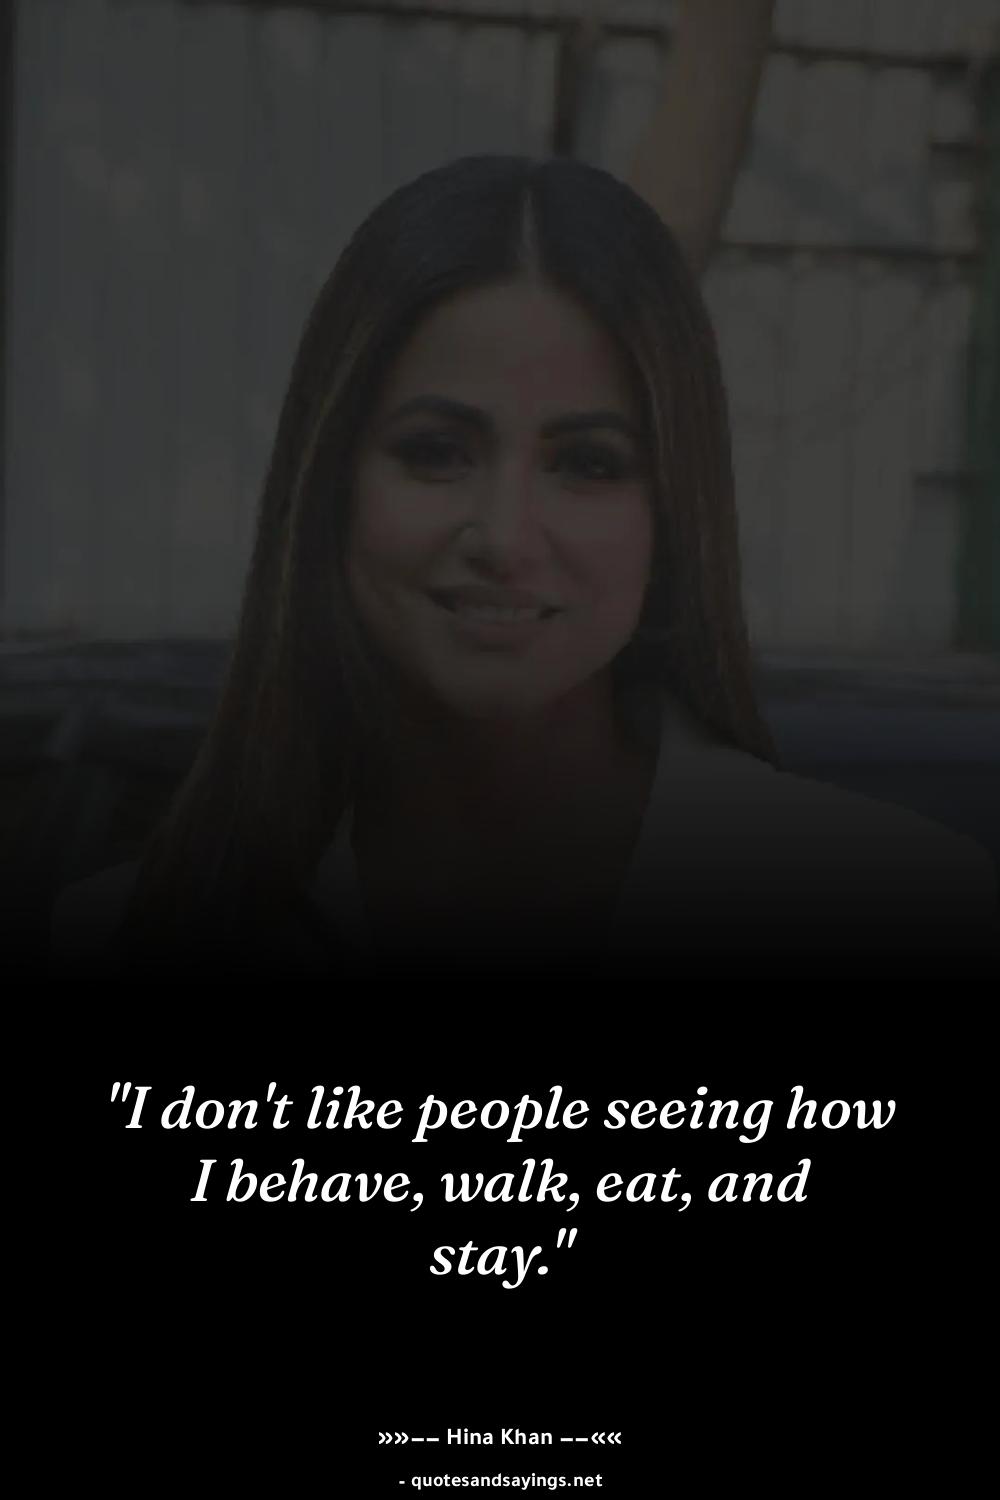 "I don't like people seeing how
I behave, walk, eat, and
stay."
»»−− Hina Khan −−««
- quotesandsayings.net